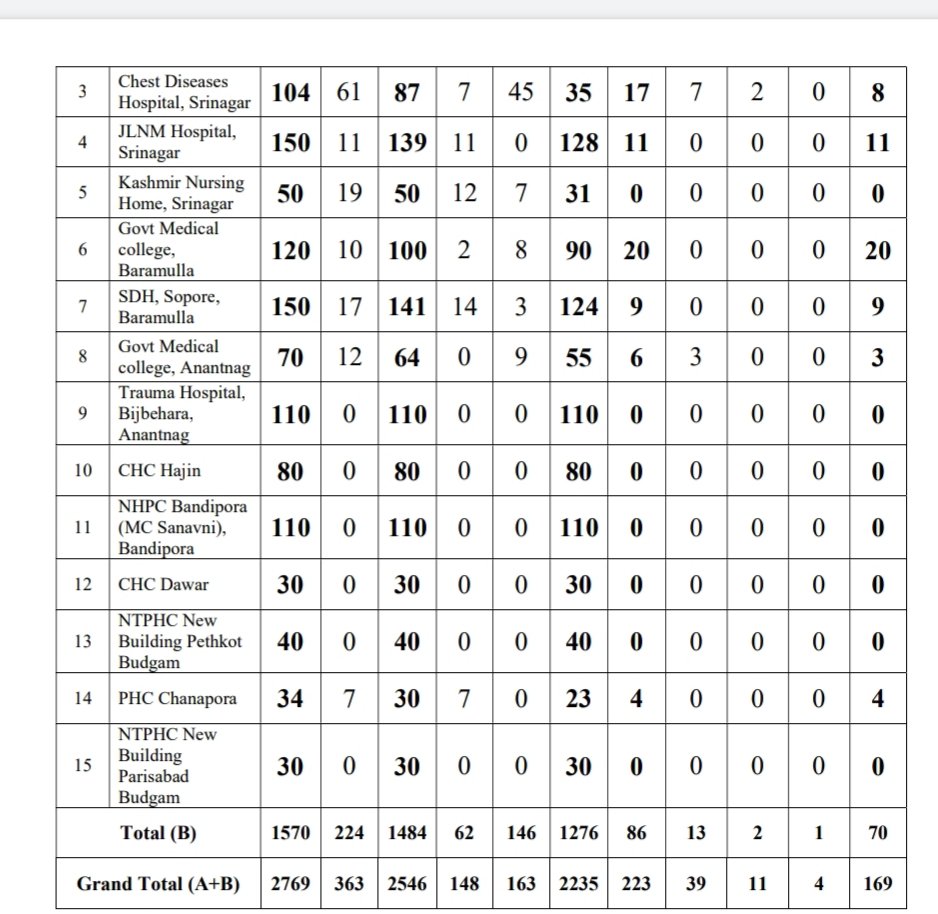 3 Chest Diseases Hospital, Srinagar 104 61 87 7 45 35 17 7 2 0 8
4 JLNM Hospital, Srinagar 150 11 139 11 0 128 11 0 0 0 11
5 Kashmir Nursing Home, Srinagar 50 19 50 12 7 31 0 0 0 0 0
6 Govt Medical college, Baramulla 120 10 100 2 8 90 20 0 0 0 20
7 SDH, Sopore, Baramulla 150 17 141 14 3 124 9 0 0 0 9
8 Govt Medical college, Anantnag 70 12 64 0 9 55 6 3 0 0 3
9 Trauma Hospital, Bijbehara, Anantnag 110 0 110 0 0 110 0 0 0 0 0
10 CHC Hajin 80 0 80 0 0 80 0 0 0 0 0
11 NHPC Bandipora (MC Sanavni), Bandipora 110 0 110 0 0 110 0 0 0 0 0
12 CHC Dawar 30 0 30 0 0 30 0 0 0 0 0
13 NTPHC New Building Pethkot Budgam 40 0 40 0 0 40 0 0 0 0 0
14 PHC Chanapora 34 7 30 7 0 23 4 0 0 0 4
15 NTPHC New Building Parisabad Budgam 30 0 30 0 0 30 0 0 0 0 0
Total (B) 1570 224 1484 62 146 1276 86 13 2 1 70
Grand Total (A+B) 2769 363 2546 148 163 2235 223 39 11 4 169